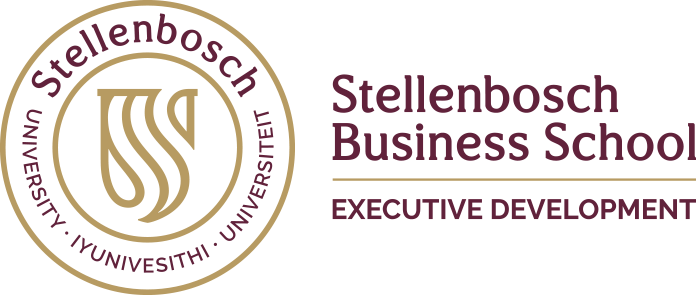 Stellenbosch
UNIVERSITY · IYUNIVESITHI · UNIVERSITEIT
Stellenbosch
Business School
EXECUTIVE DEVELOPMENT